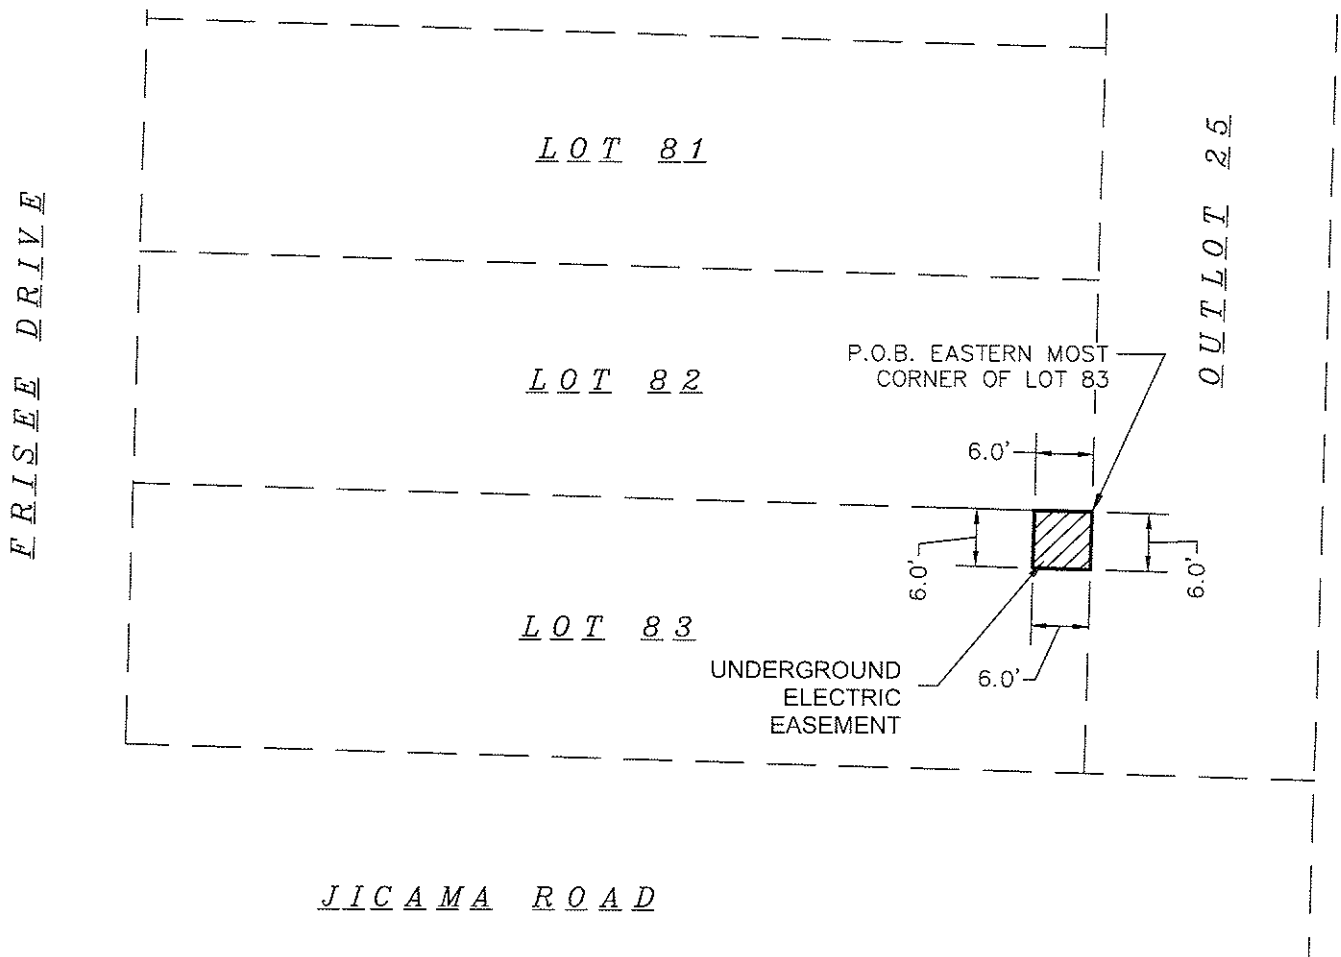 LOT 81
OUTLOT 25
FRISEE DRIVE
LOT 82
P.O.B. EASTERN MOST
CORNER OF LOT 83
6.0'
6.0'
6.0'
LOT 83
UNDERGROUND
ELECTRIC
EASEMENT
6.0'
JICAMA ROAD